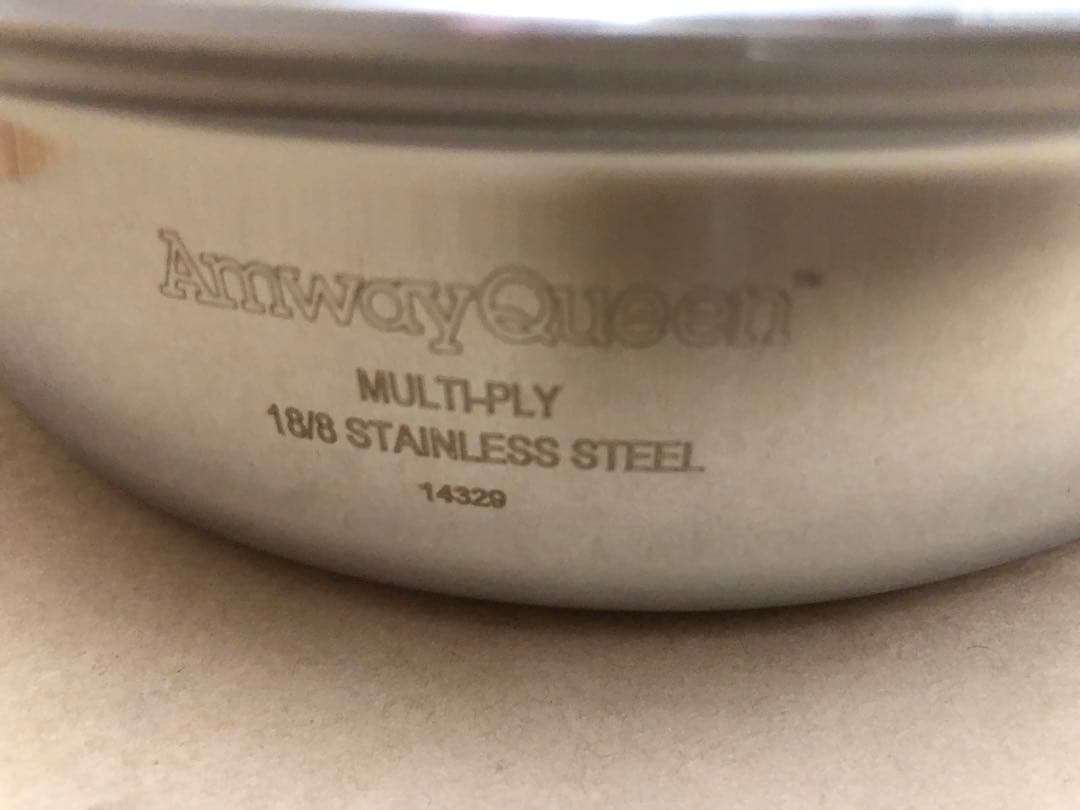 AmwayQueen™
MULTI-PLY
18/8 STAINLESS STEEL
14329